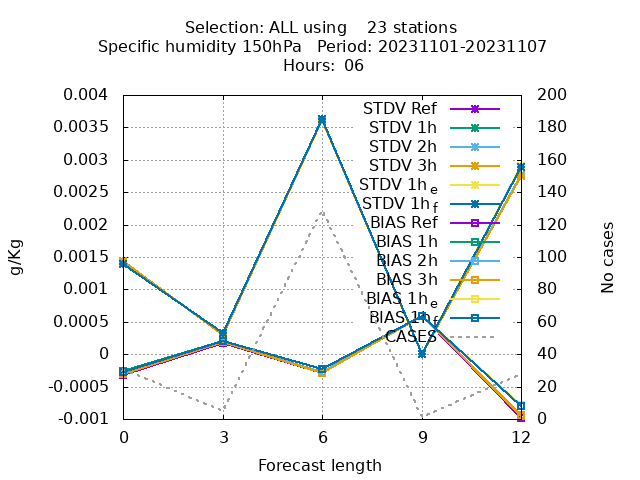 Selection: ALL using    23 stations
Specific humidity 150hPa   Period: 20231101-20231107
Hours:  06
0.004
0.0035
0.003
0.0025
0.002
0.0015
0.001
0.0005
0
-0.0005
-0.001
g/Kg
STDV Ref
STDV 1h
STDV 2h
STDV 3h
STDV 1h e
STDV 1h f
BIAS Ref
BIAS 1h
BIAS 2h
BIAS 3h
BIAS 1h e
BIAS 1h f
CASES
200
180
160
140
120
100
80
60
40
20
0
No cases
0 3 6 9 12
Forecast length